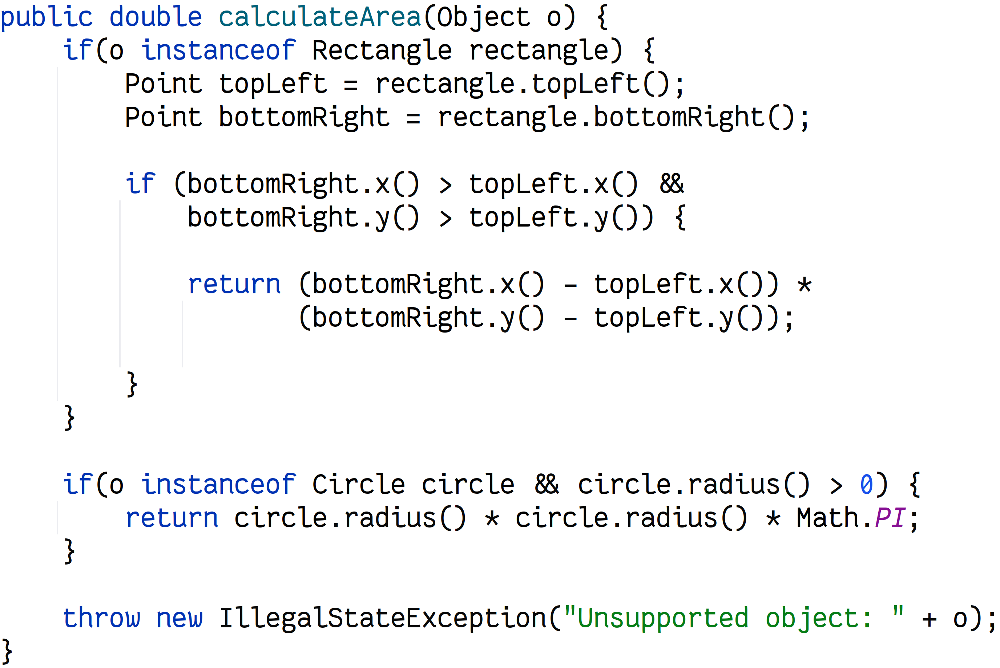 public double calculateArea(Object o) {
    if(o instanceof Rectangle rectangle) {
        Point topLeft = rectangle.topLeft();
        Point bottomRight = rectangle.bottomRight();

        if (bottomRight.x() > topLeft.x() &&
            bottomRight.y() > topLeft.y()) {

            return (bottomRight.x() - topLeft.x()) *
                   (bottomRight.y() - topLeft.y());

        }
    }

    if(o instanceof Circle circle && circle.radius() > 0) {
        return circle.radius() * circle.radius() * Math.PI;
    }

    throw new IllegalStateException("Unsupported object: " + o);
}